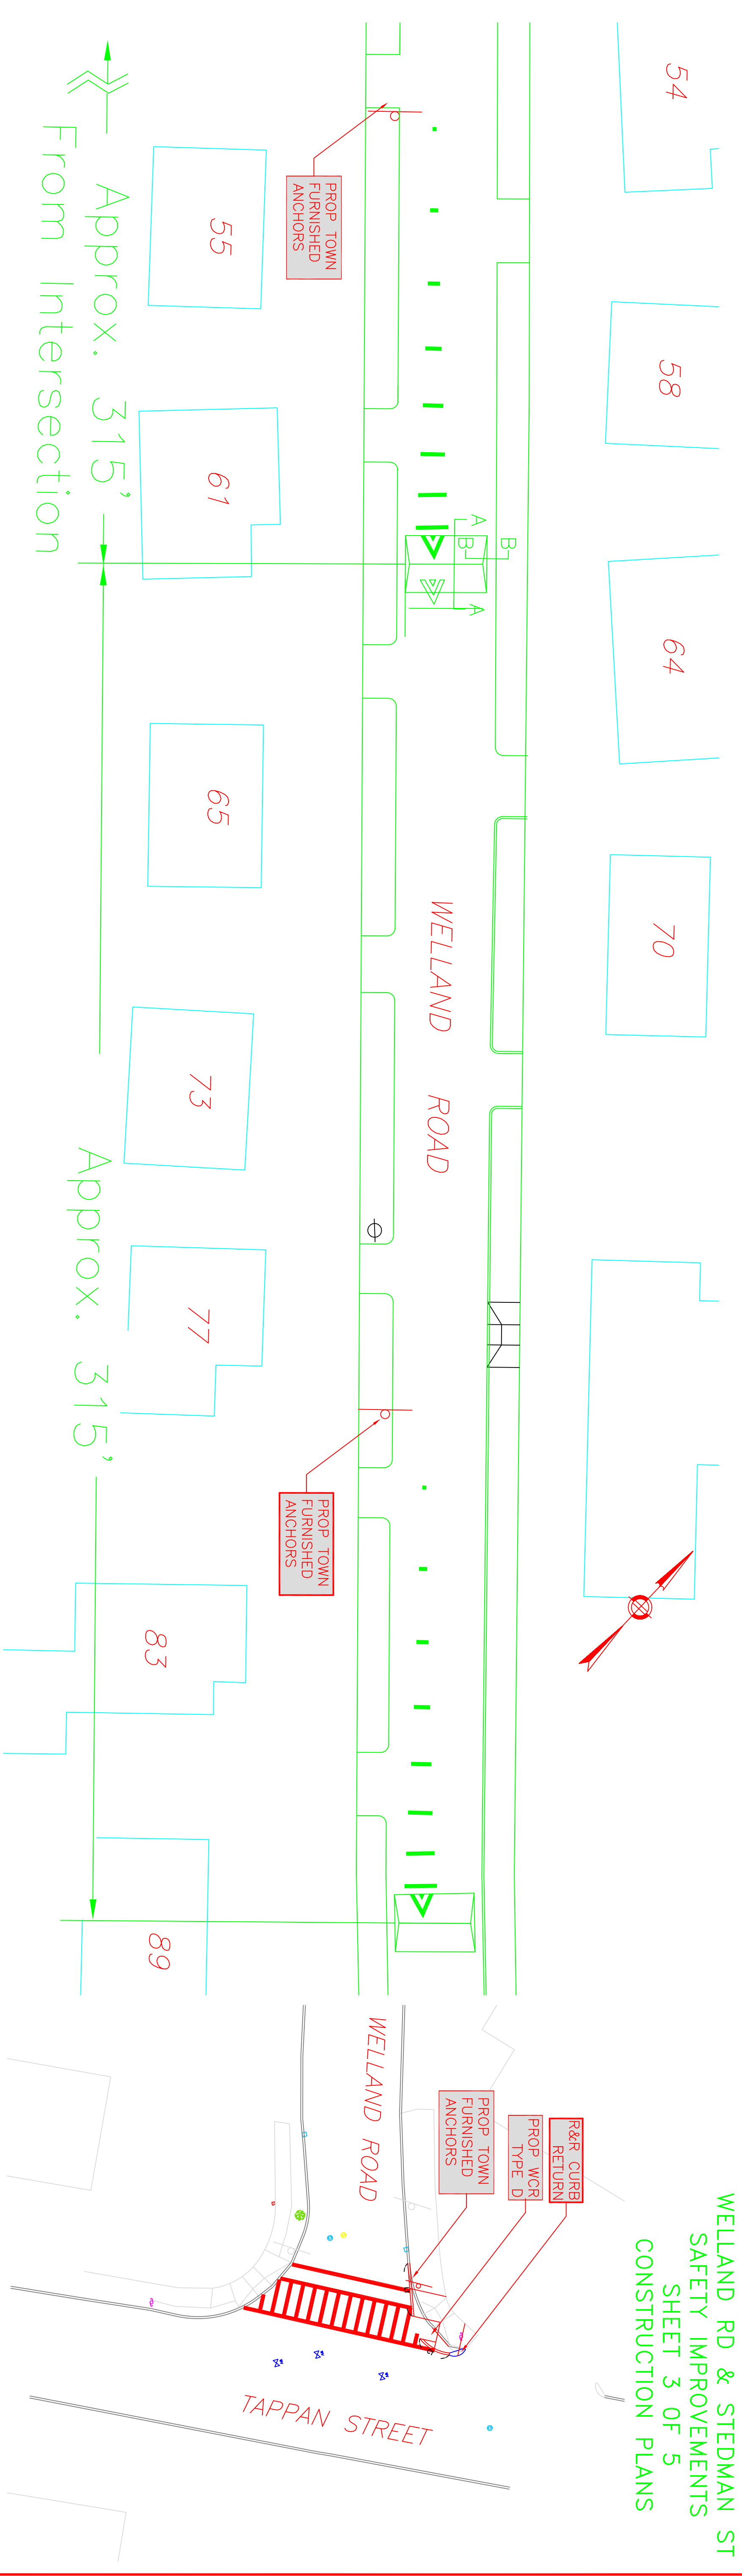 WELLAND RD & STEDMAN ST
SAFETY IMPROVEMENTS
SHEET 3 OF 5
CONSTRUCTION PLANS
54
58
64
70
PROP TOWN
FURNISHED
ANCHORS
A
A
B
B
WELLAND ROAD
55
61
65
73
77
83
89
PROP TOWN
FURNISHED
ANCHORS
Approx. 315'
From Intersection
Approx. 315'
R&R CURB
RETURN
PROP WCR
TYPE D
PROP TOWN
FURNISHED
ANCHORS
WELLAND ROAD
TAPPAN STREET